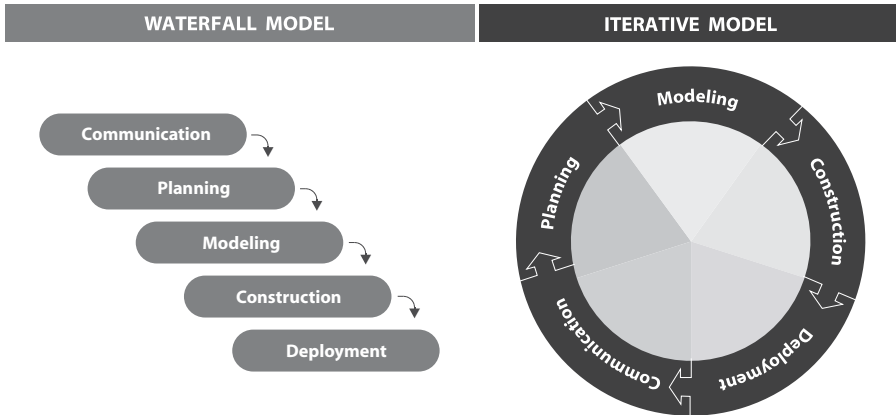 WATERFALL MODEL
Communication
Planning
Modeling
Construction
Deployment
ITERATIVE MODEL
Communication
Planning
Modeling
Construction
Deployment